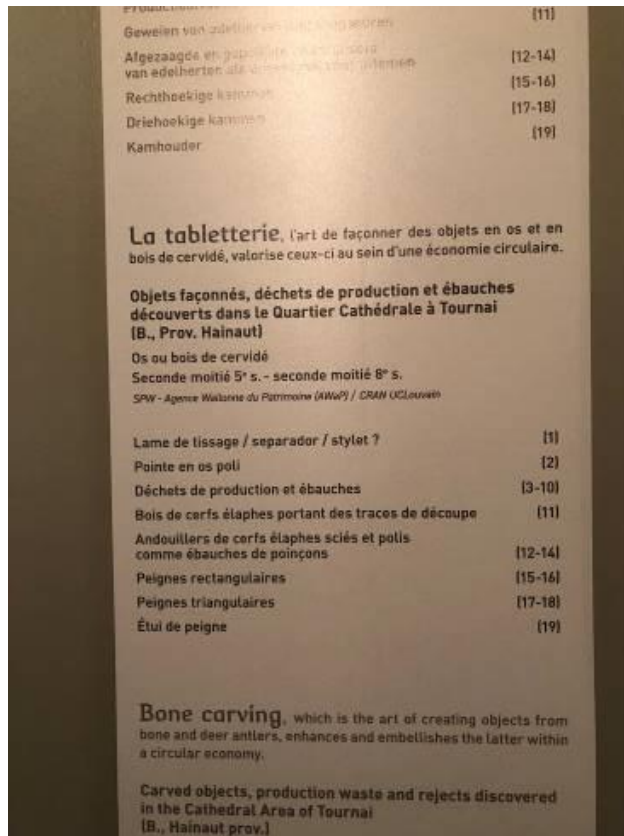 [11]
Geweien van
Afgezaagde en
van edelherten als [12-14]
Rechthoekige kammen [15-16]
Driehoekige kammen [17-18]
Kamhouder [19]
La tabletterie, l'art de façonner des objets en os et en
bois de cervidé, valorise ceux-ci au sein d'une économie circulaire.
Objets façonnés, déchets de production et ébauches
découverts dans le Quartier Cathédrale à Tournai
(B., Prov. Hainaut)
Os ou bois de cervidé
Seconde moitié 5e s. - seconde moitié 8e s.
SPW - Agence Wallonne du Patrimoine (AWaP) / CRAN UCLouvain
Lame de tissage / separador / stylet ? [1]
Pointe en os poli [2]
Déchets de production et ébauches [3-10]
Bois de cerfs élaphes portant des traces de découpe [11]
Andouillers de cerfs élaphes sciés et polis
comme ébauches de poinçons [12-14]
Peignes rectangulaires [15-16]
Peignes triangulaires [17-18]
Étui de peigne [19]
Bone carving, which is the art of creating objects from
bone and deer antlers, enhances and embellishes the latter within
a circular economy.
Carved objects, production waste and rejects discovered
in the Cathedral Area of Tournai
(B., Hainaut prov.)